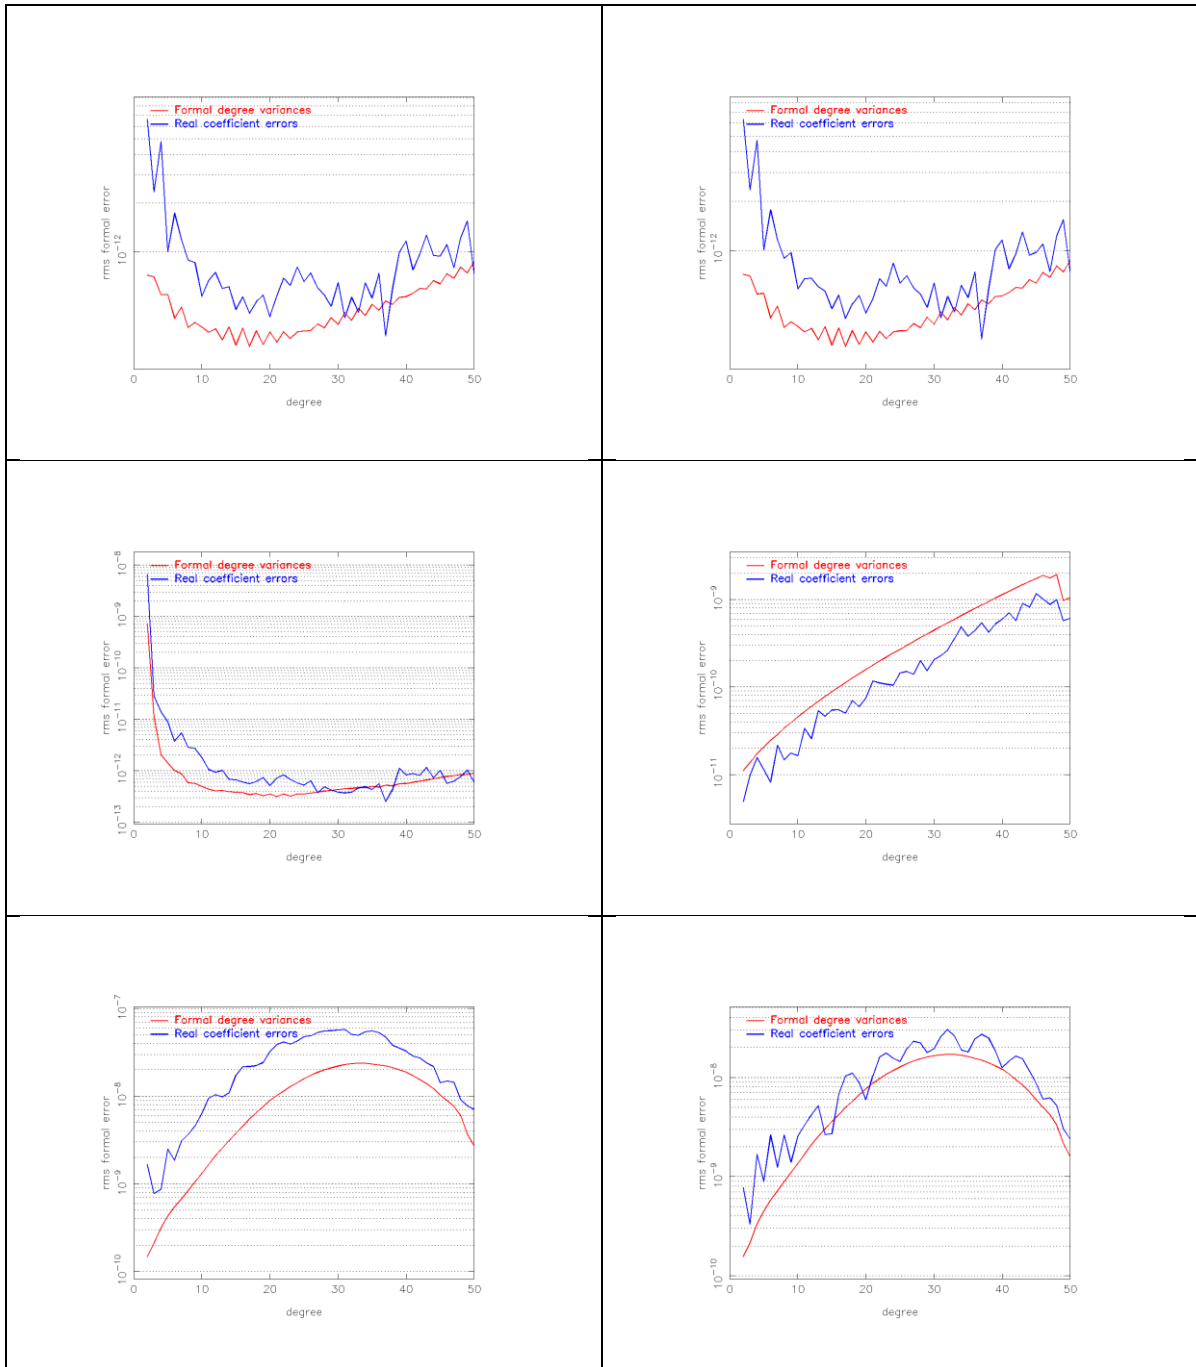 Formal degree variances
Real coefficient errors
rms formal error
10^-12
0 10 20 30 40 50
degree
Formal degree variances
Real coefficient errors
rms formal error
10^-12
0 10 20 30 40 50
degree
Formal degree variances
Real coefficient errors
rms formal error
10^-8
10^-9
10^-10
10^-11
10^-12
10^-13
0 10 20 30 40 50
degree
Formal degree variances
Real coefficient errors
rms formal error
10^-9
10^-10
10^-11
0 10 20 30 40 50
degree
Formal degree variances
Real coefficient errors
rms formal error
10^-7
10^-8
10^-9
10^-10
0 10 20 30 40 50
degree
Formal degree variances
Real coefficient errors
rms formal error
10^-8
10^-9
10^-10
0 10 20 30 40 50
degree